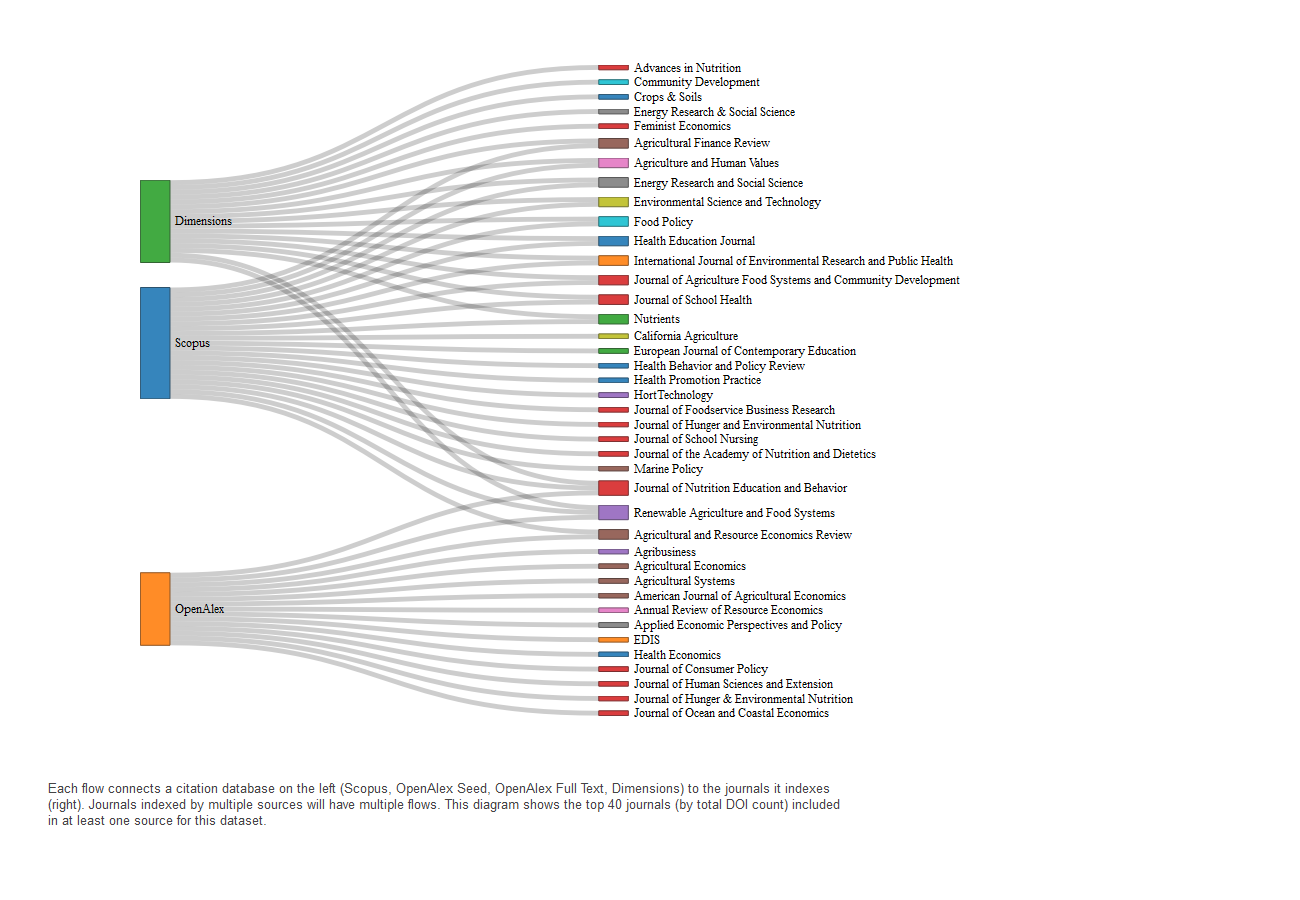 Dimensions
Scopus
OpenAlex
Advances in Nutrition
Community Development
Crops & Soils
Energy Research & Social Science
Feminist Economics
Agricultural Finance Review
Agriculture and Human Values
Energy Research and Social Science
Environmental Science and Technology
Food Policy
Health Education Journal
International Journal of Environmental Research and Public Health
Journal of Agriculture Food Systems and Community Development
Journal of School Health
Nutrients
California Agriculture
European Journal of Contemporary Education
Health Behavior and Policy Review
Health Promotion Practice
HortTechnology
Journal of Foodservice Business Research
Journal of Hunger and Environmental Nutrition
Journal of School Nursing
Journal of the Academy of Nutrition and Dietetics
Marine Policy
Journal of Nutrition Education and Behavior
Renewable Agriculture and Food Systems
Agricultural and Resource Economics Review
Agribusiness
Agricultural Economics
Agricultural Systems
American Journal of Agricultural Economics
Annual Review of Resource Economics
Applied Economic Perspectives and Policy
EDIS
Health Economics
Journal of Consumer Policy
Journal of Human Sciences and Extension
Journal of Hunger & Environmental Nutrition
Journal of Ocean and Coastal Economics
Each flow connects a citation database on the left (Scopus, OpenAlex Seed, OpenAlex Full Text, Dimensions) to the journals it indexes
(right). Journals indexed by multiple sources will have multiple flows. This diagram shows the top 40 journals (by total DOI count) included
in at least one source for this dataset.